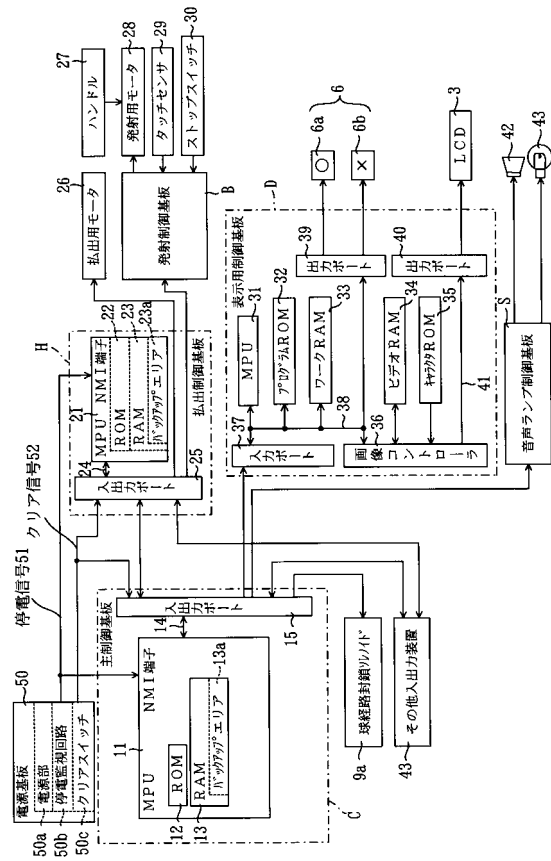 電源基板
50
電源部
停電監視回路
クリアスイッチ
50a
50b
50c
停電信号51
クリア信号52
主制御基板
11
MPU
NMI端子
ROM
12
RAM
13
バックアップエリア
13a
14
入出力ポート
15
C
H
21
MPU
NMI端子
22
ROM
23
RAM
23a
バックアップエリア
24
入出力ポート
25
払出制御基板
26
払出用モータ
27
ハンドル
発射用モータ
28
タッチセンサ
29
ストップスイッチ
30
発射制御基板
B
表示用制御基板
D
MPU
31
プログラムROM
32
ワークRAM
33
ビデオRAM
34
キャラクタROM
35
36
画像コントローラ
37
入力ポート
38
39
出力ポート
40
出力ポート
41
6a
6b
6
LCD
3
S
音声ランプ制御基板
42
43
球経路封鎖ソレノイド
9a
その他入出力装置
43